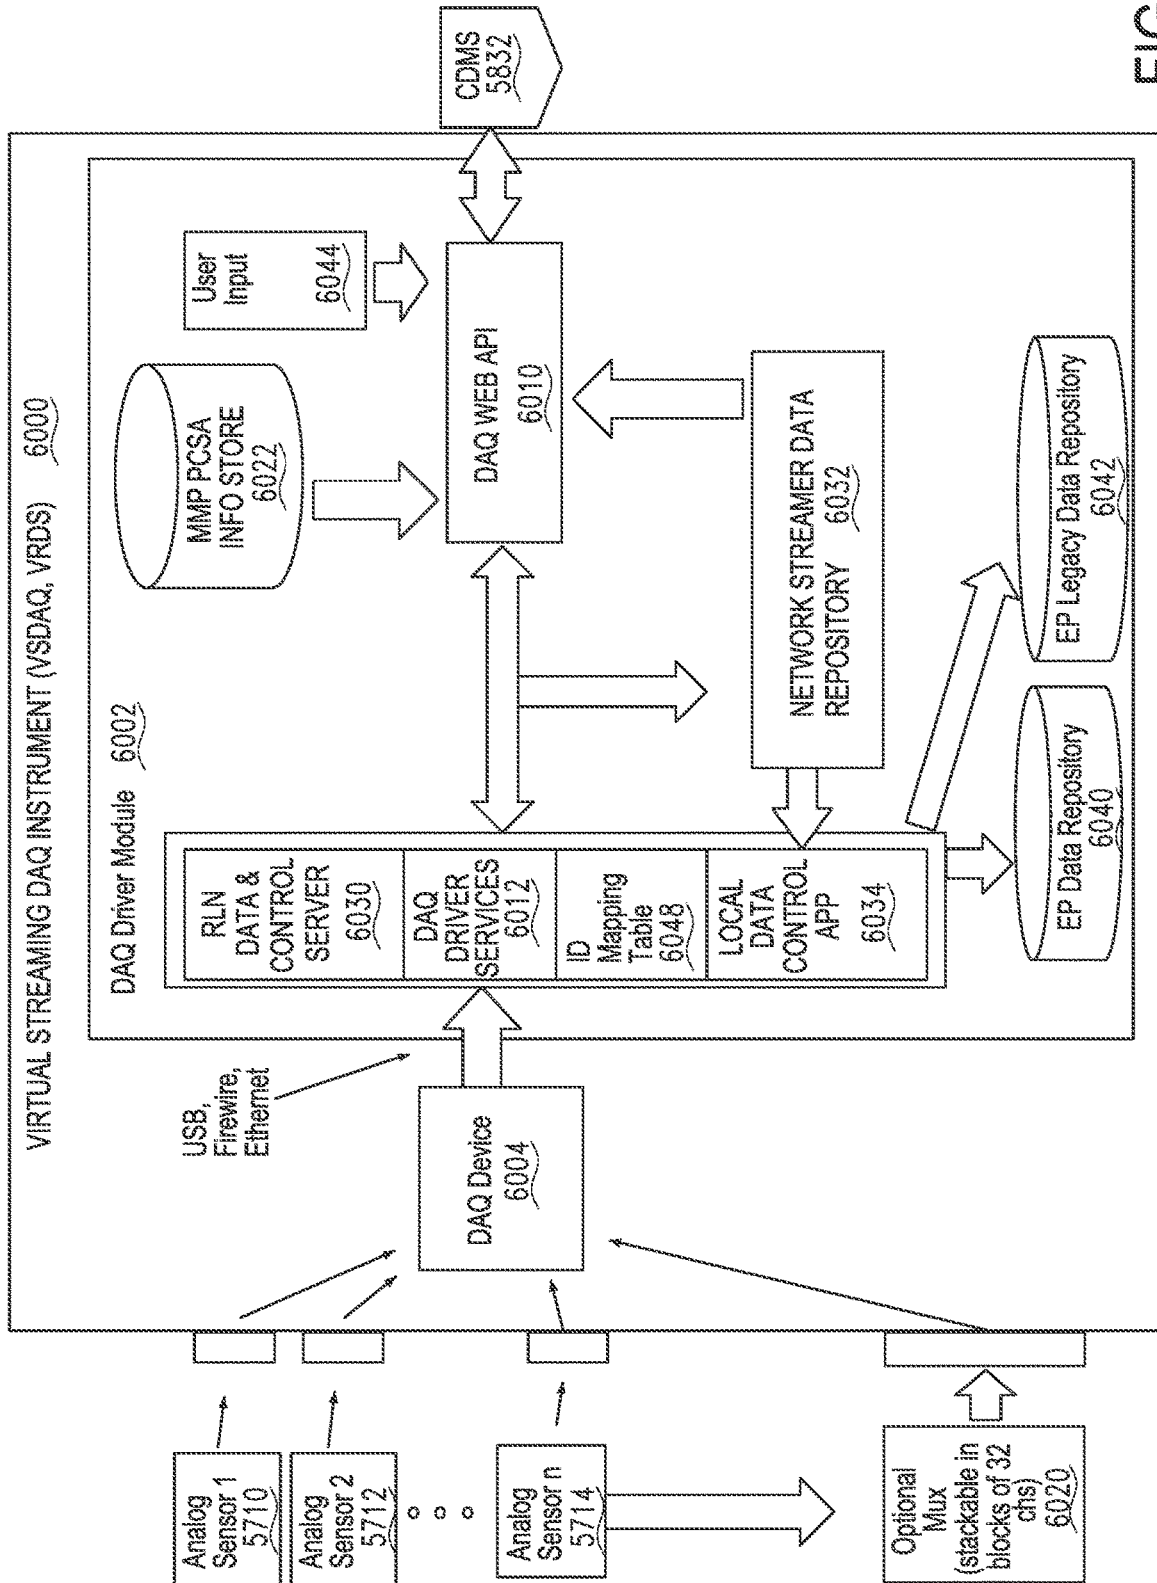 VIRTUAL STREAMING DAQ INSTRUMENT (VSDAQ, VRDS) 6000
DAQ Driver Module 6002
Analog
Sensor 1
5710
Analog
Sensor 2
5712
Analog
Sensor n
5714
Optional
Mux
(stackable in
blocks of 32
chs)
6020
USB,
Firewire,
Ethernet
DAQ Device
6004
RLN
DATA &
CONTROL
SERVER
6030
DAQ
DRIVER
SERVICES
6012
ID
Mapping
Table
6048
LOCAL
DATA
CONTROL
APP
6034
MMP PCSA
INFO STORE
6022
User
Input
6044
DAQ WEB API
6010
CDMS
5832
NETWORK STREAMER DATA
REPOSITORY 6032
EP Data Repository
6040
EP Legacy Data Repository
6042
FIG